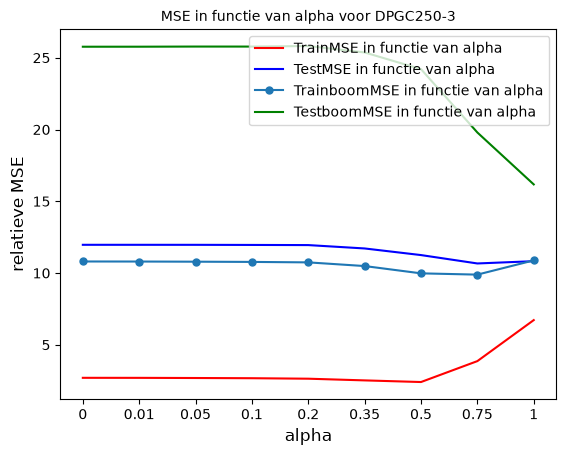 MSE in functie van alpha voor DPGC250-3
TrainMSE in functie van alpha
TestMSE in functie van alpha
TrainboomMSE in functie van alpha
TestboomMSE in functie van alpha
relatieve MSE
25
20
15
10
5
0 0.01 0.05 0.1 0.2 0.35 0.5 0.75 1
alpha